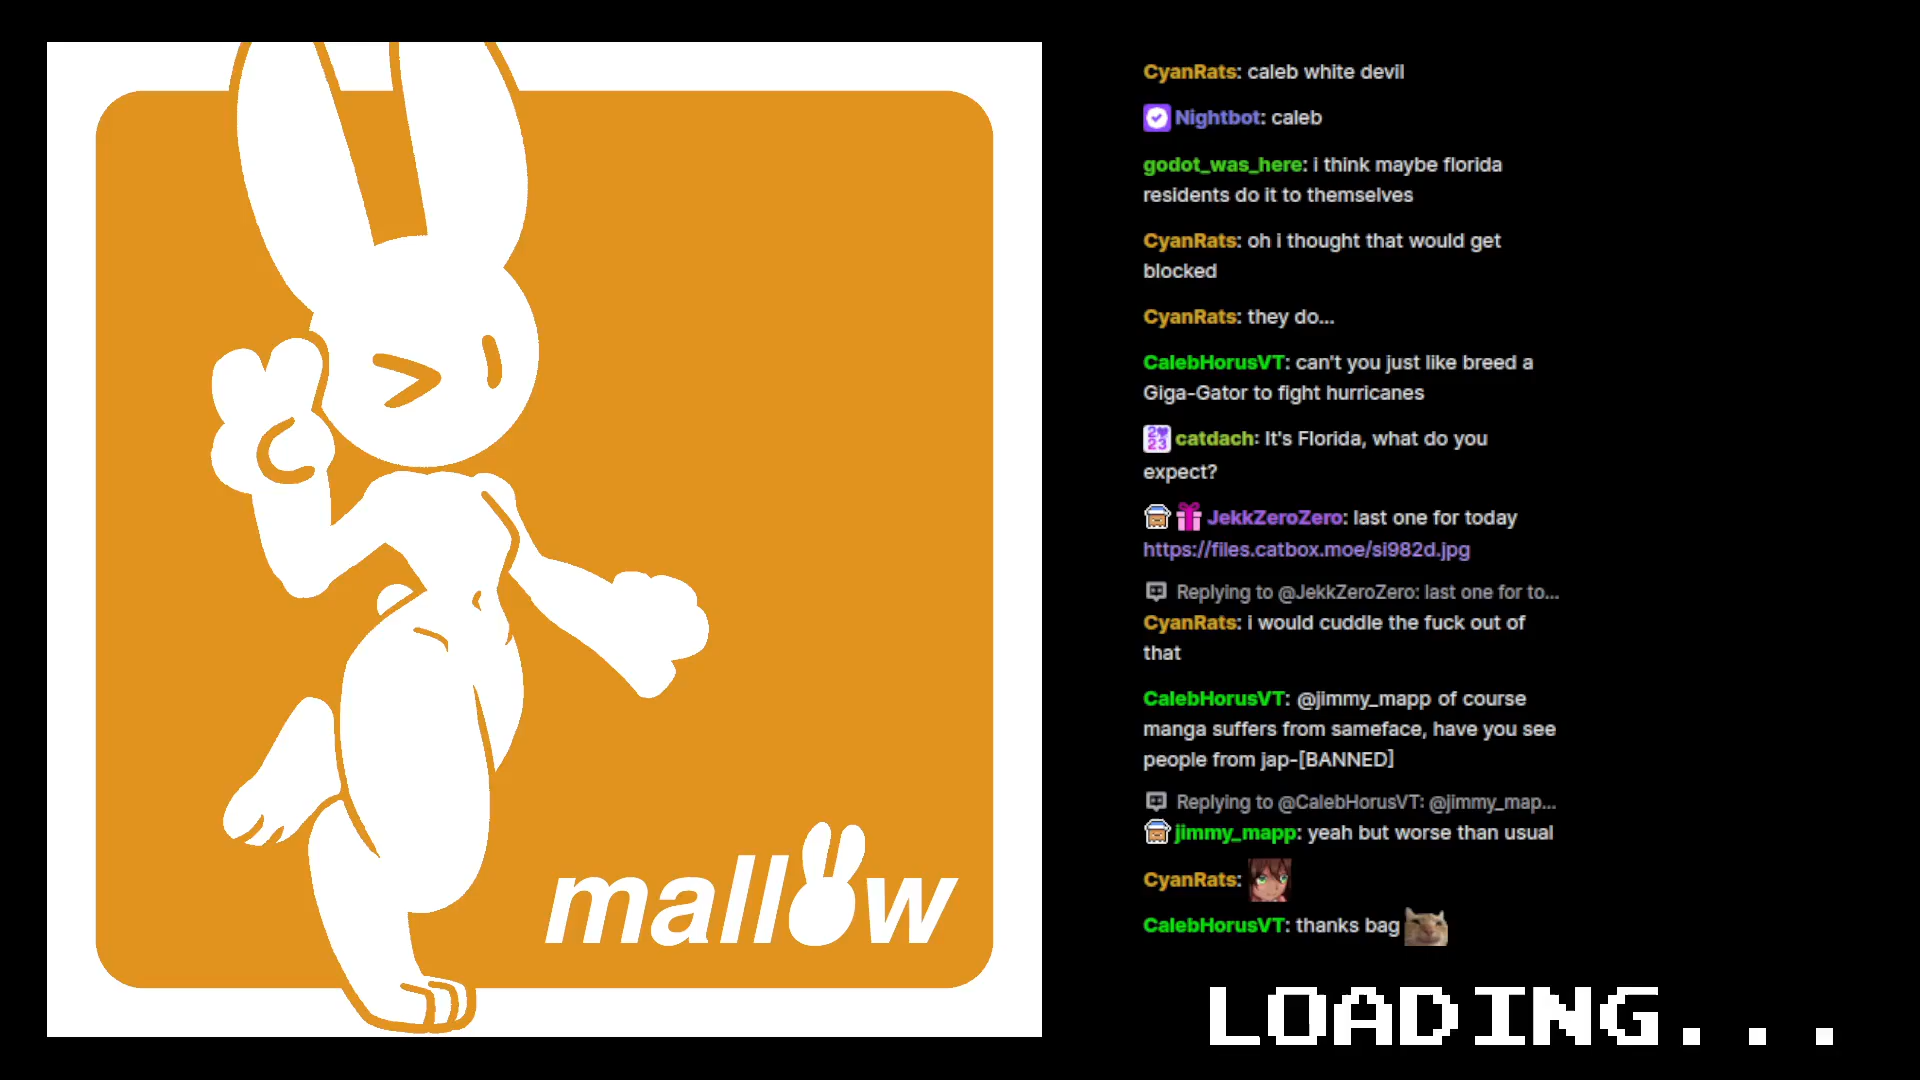 mallow
CyanRats: caleb white devil
Nightbot: caleb
godot_was_here: i think maybe florida
residents do it to themselves
CyanRats: oh i thought that would get
blocked
CyanRats: they do...
CalebHorusVT: can't you just like breed a
Giga-Gator to fight hurricanes
2023 catdach: It's Florida, what do you
expect?
JekkZeroZero: last one for today
https://files.catbox.moe/si982d.jpg
Replying to @JekkZeroZero: last one for to...
CyanRats: i would cuddle the fuck out of
that
CalebHorusVT: @jimmy_mapp of course
manga suffers from sameface, have you see
people from jap-[BANNED]
Replying to @CalebHorusVT: @jimmy_map...
jimmy_mapp: yeah but worse than usual
CyanRats:
CalebHorusVT: thanks bag
LOADING...